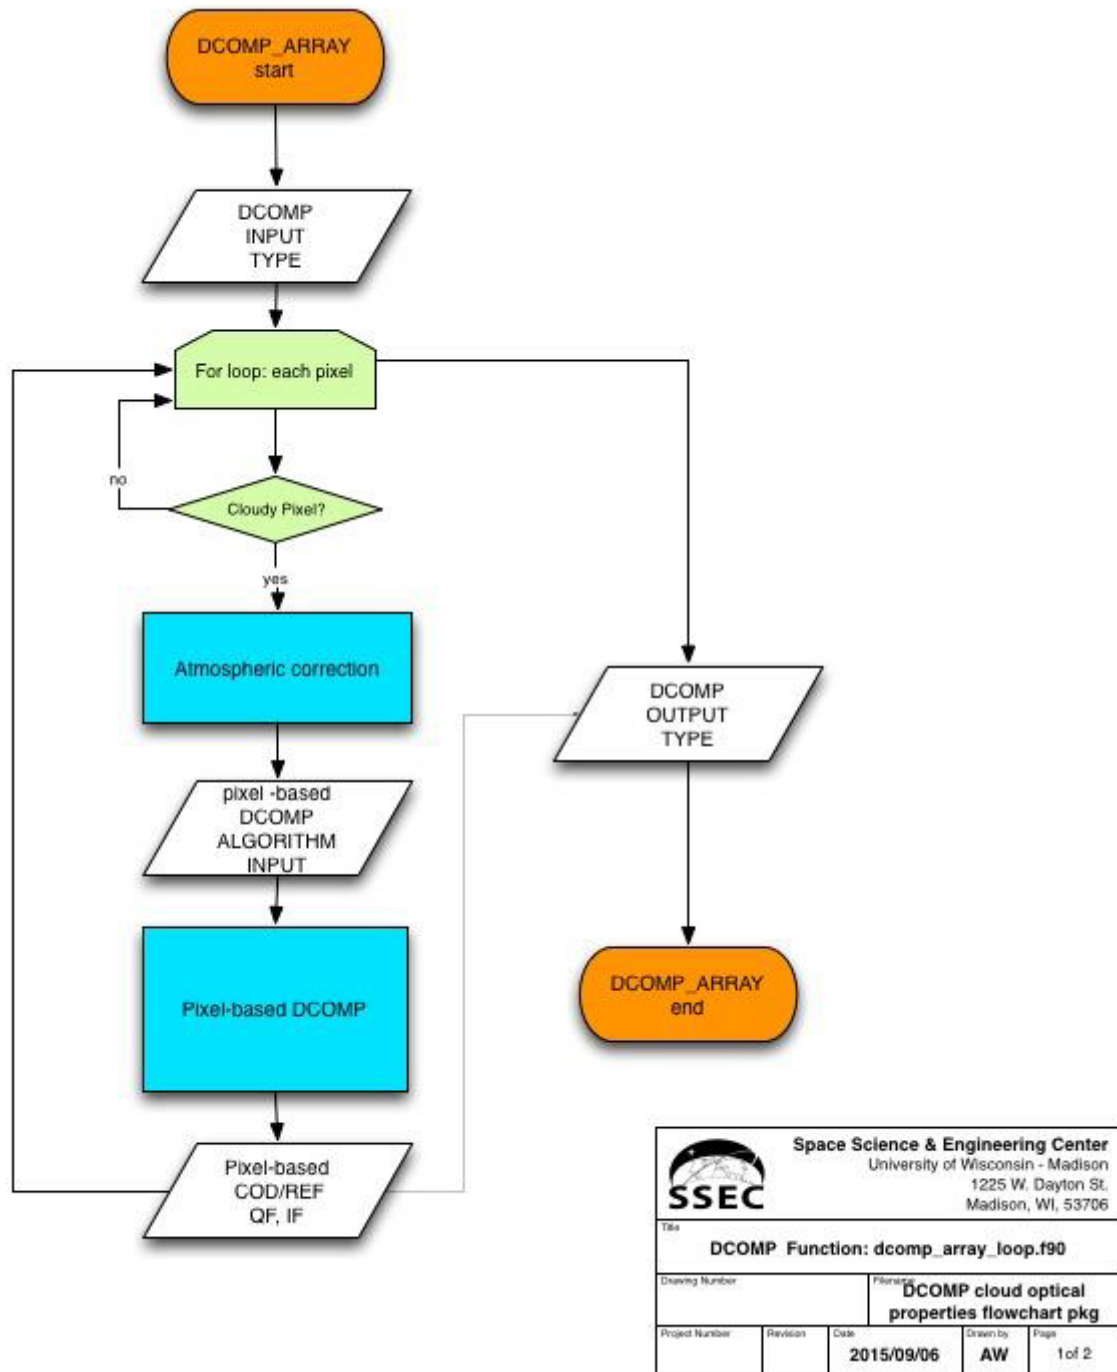 DCOMP_ARRAY
start
DCOMP
INPUT
TYPE
For loop: each pixel
no
Cloudy Pixel?
yes
Atmospheric correction
DCOMP
OUTPUT
TYPE
pixel -based
DCOMP
ALGORITHM
INPUT
Pixel-based DCOMP
DCOMP_ARRAY
end
Pixel-based
COD/REF
QF, IF
SSEC
Space Science & Engineering Center
University of Wisconsin - Madison
1225 W. Dayton St.
Madison, WI, 53706
Title
DCOMP Function: dcomp_array_loop.f90
Drawing Number
Filename
DCOMP cloud optical
properties flowchart pkg
Project Number
Revision
Date
2015/09/06
Drawn by
AW
Page
1of 2